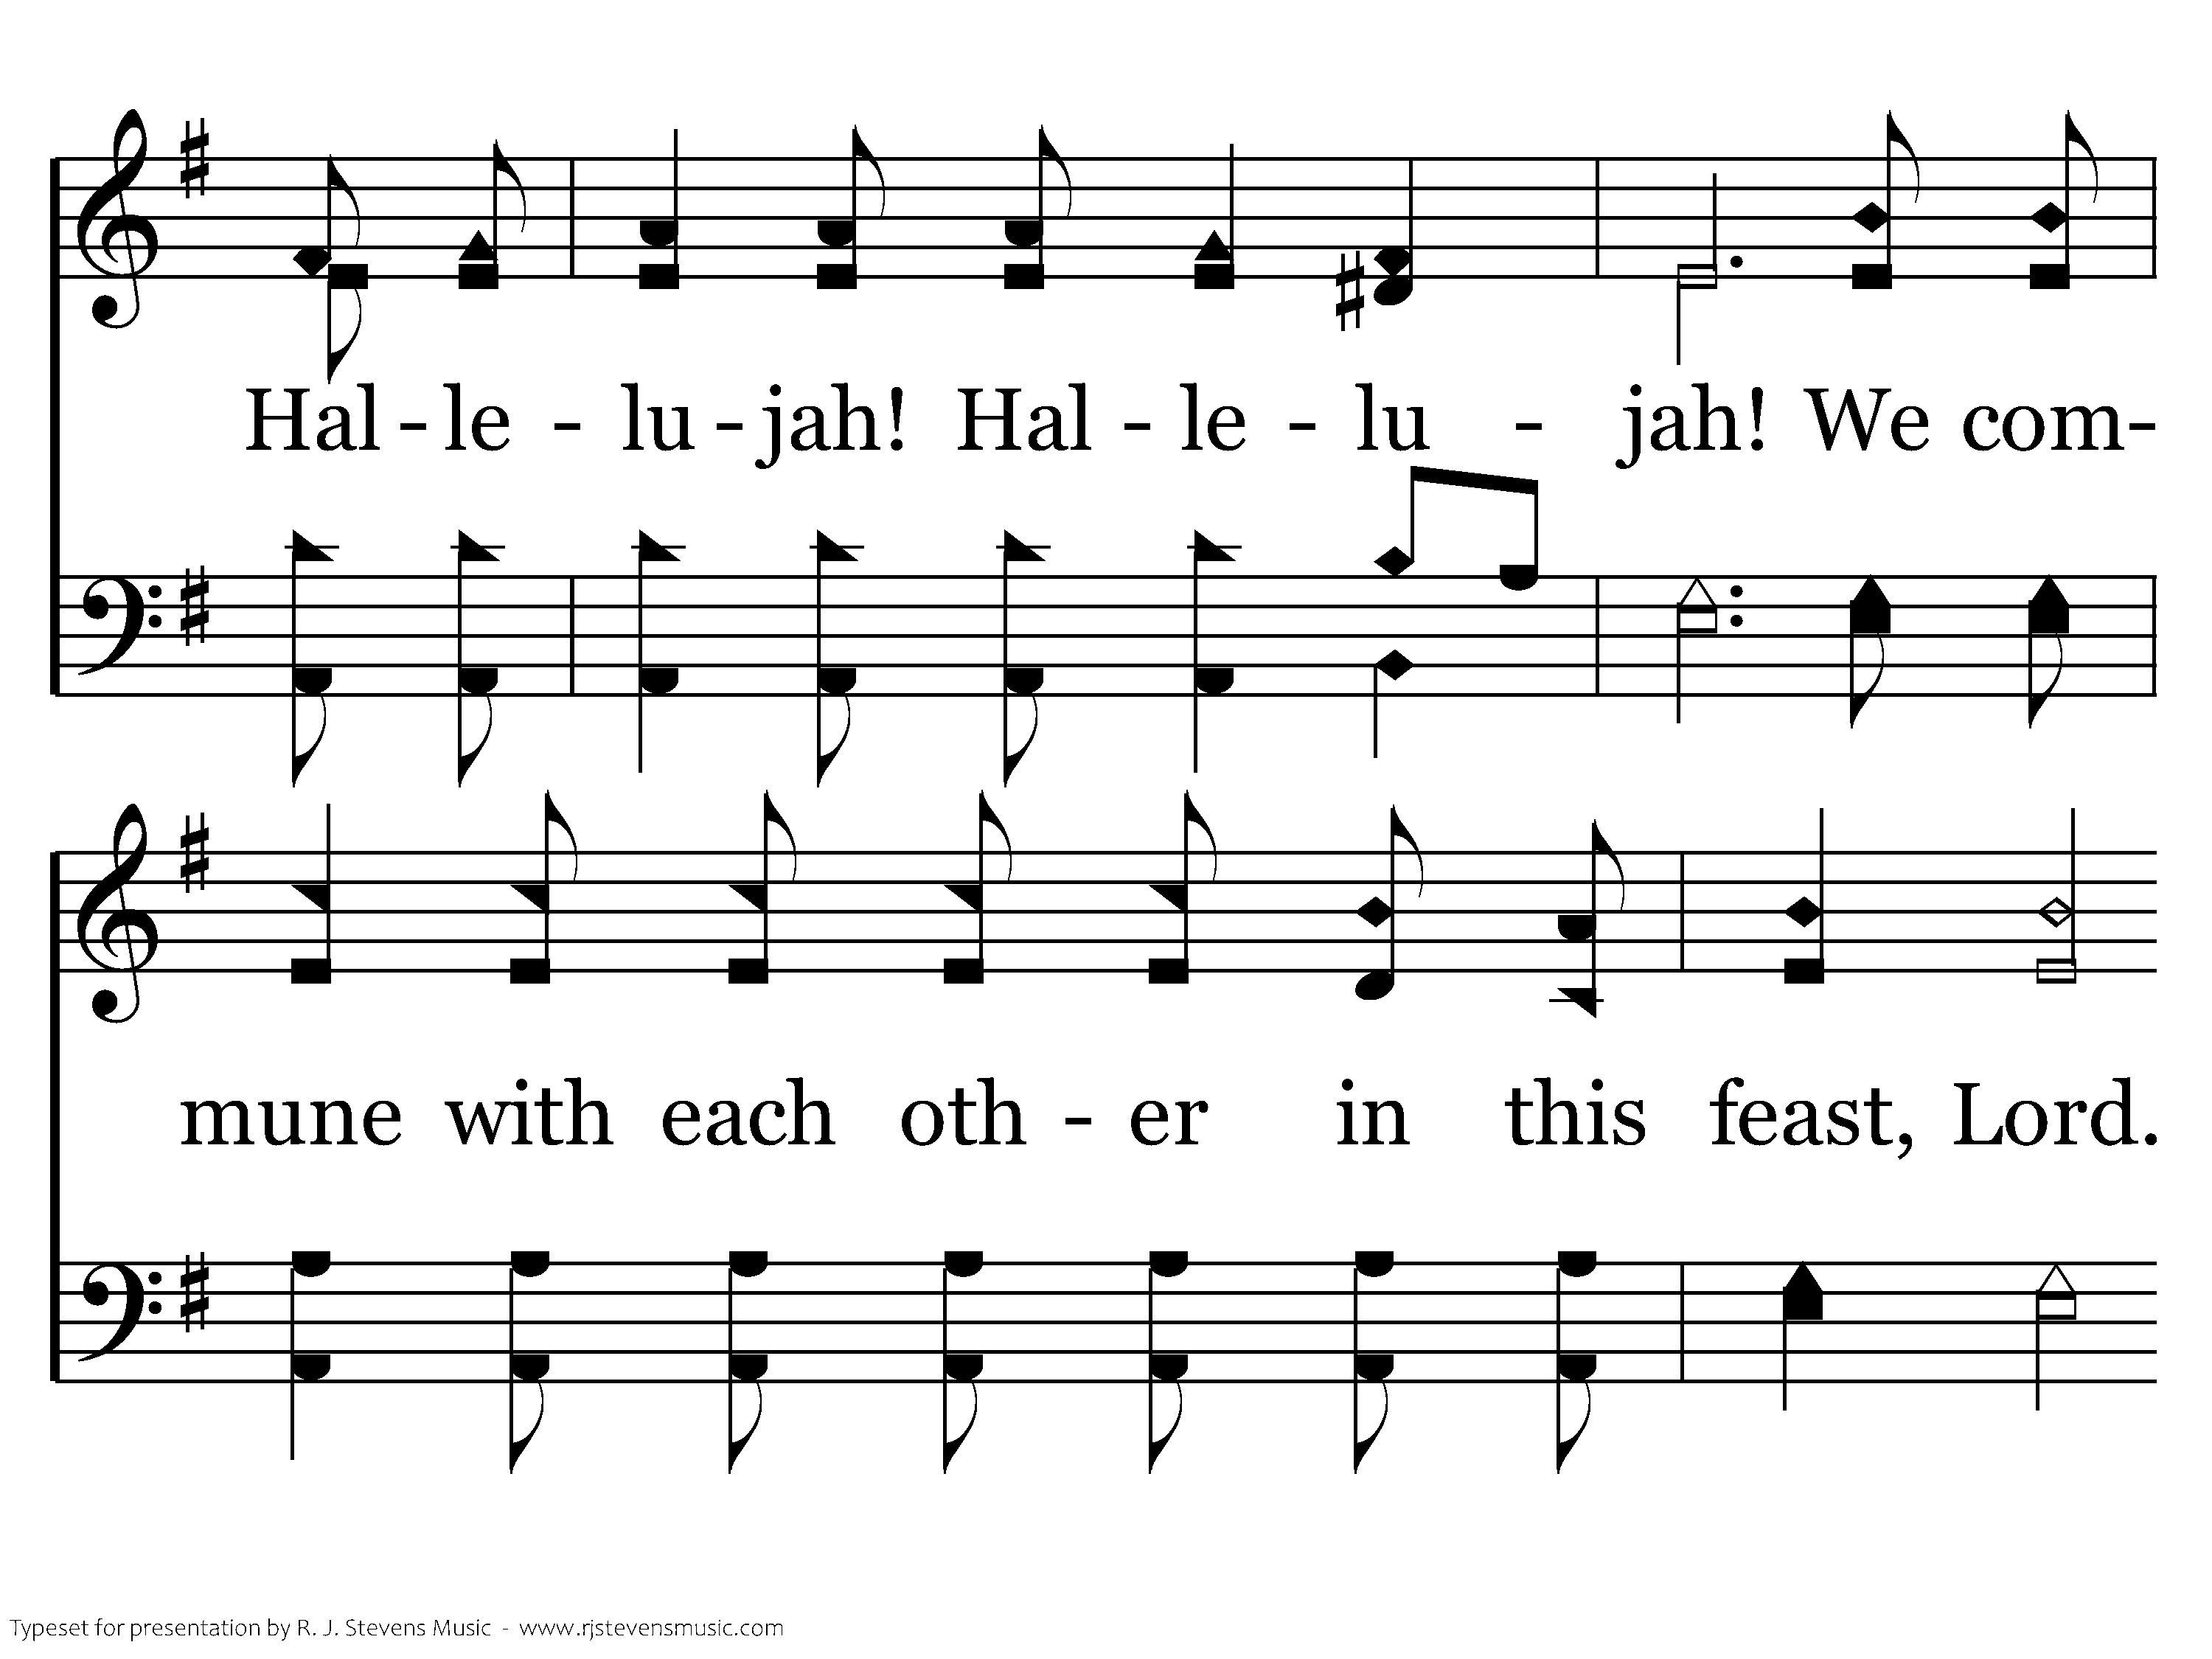 Hal - le - lu - jah! Hal - le - lu - jah! We com-
mune with each oth - er in this feast, Lord.
Typeset for presentation by R. J. Stevens Music - www.rjstevensmusic.com